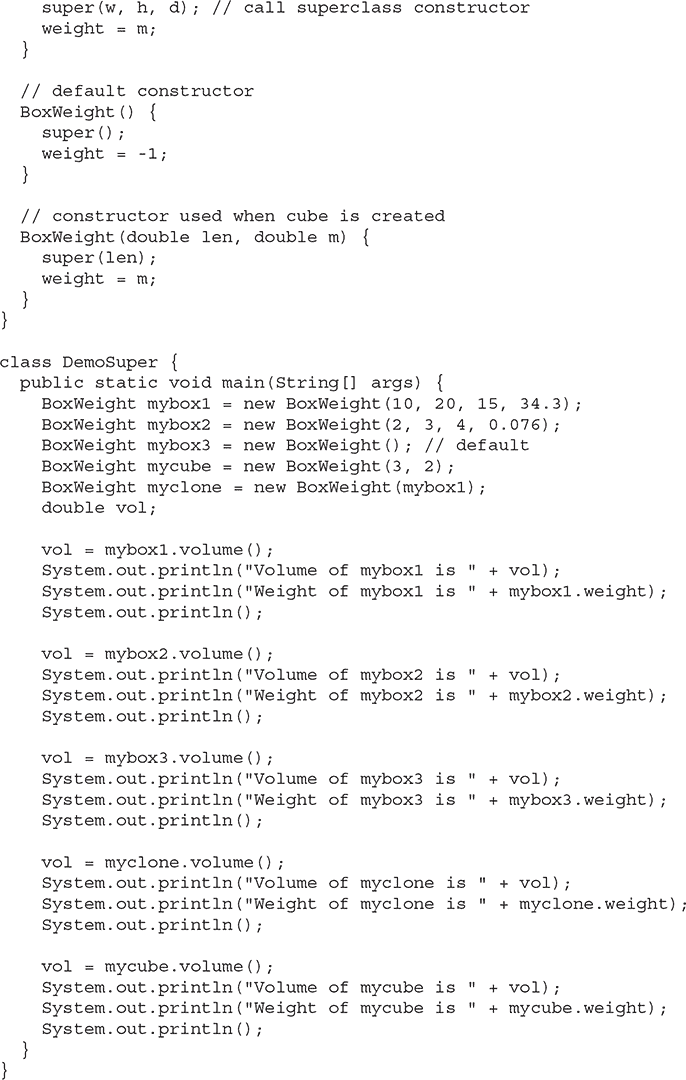 super(w, h, d); // call superclass constructor
    weight = m;
  }

  // default constructor
  BoxWeight() {
    super();
    weight = -1;
  }

  // constructor used when cube is created
  BoxWeight(double len, double m) {
    super(len);
    weight = m;
  }
}

class DemoSuper {
  public static void main(String[] args) {
    BoxWeight mybox1 = new BoxWeight(10, 20, 15, 34.3);
    BoxWeight mybox2 = new BoxWeight(2, 3, 4, 0.076);
    BoxWeight mybox3 = new BoxWeight(); // default
    BoxWeight mycube = new BoxWeight(3, 2);
    BoxWeight myclone = new BoxWeight(mybox1);
    double vol;

    vol = mybox1.volume();
    System.out.println("Volume of mybox1 is " + vol);
    System.out.println("Weight of mybox1 is " + mybox1.weight);
    System.out.println();

    vol = mybox2.volume();
    System.out.println("Volume of mybox2 is " + vol);
    System.out.println("Weight of mybox2 is " + mybox2.weight);
    System.out.println();

    vol = mybox3.volume();
    System.out.println("Volume of mybox3 is " + vol);
    System.out.println("Weight of mybox3 is " + mybox3.weight);
    System.out.println();

    vol = myclone.volume();
    System.out.println("Volume of myclone is " + vol);
    System.out.println("Weight of myclone is " + myclone.weight);
    System.out.println();

    vol = mycube.volume();
    System.out.println("Volume of mycube is " + vol);
    System.out.println("Weight of mycube is " + mycube.weight);
    System.out.println();
  }
}